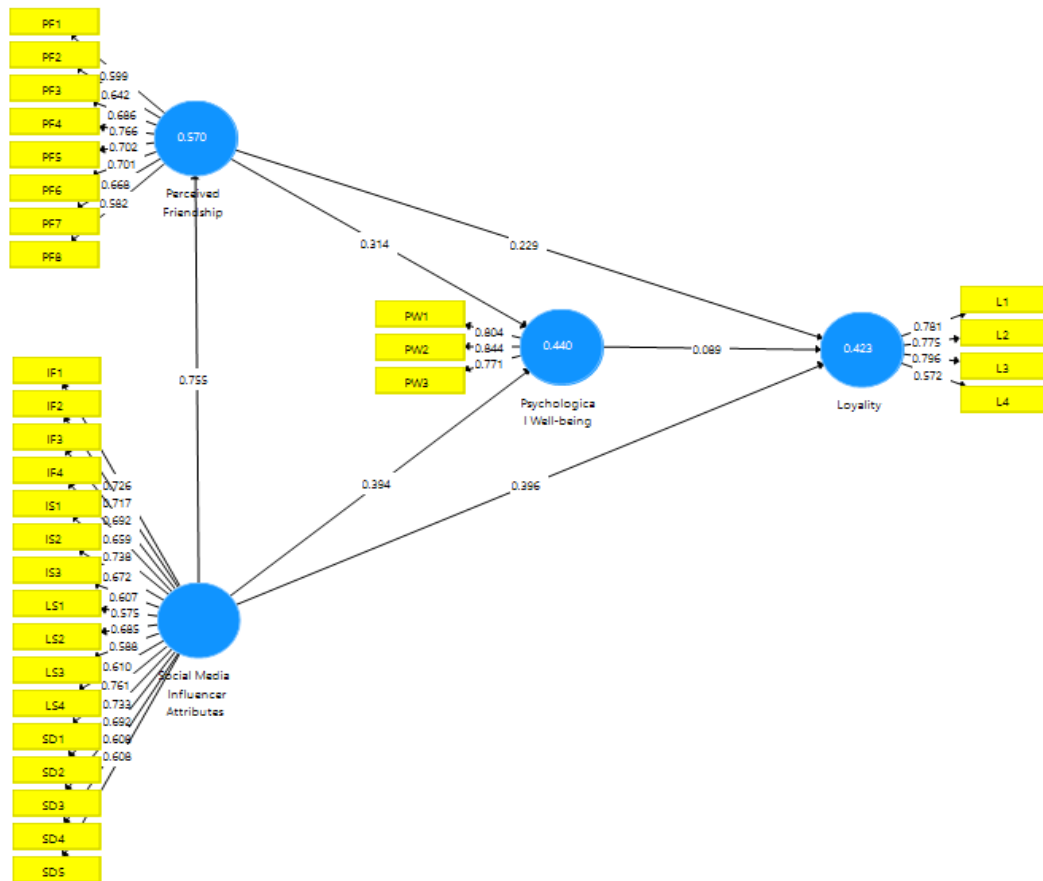 PF1
PF2
PF3
PF4
PF5
PF6
PF7
PF8
0.599
0.642
0.686
0.766
0.702
0.701
0.668
0.582
0.570
Perceived
Friendship
0.314
0.229
0.755
PW1
PW2
PW3
0.804
0.844
0.771
0.440
Psychologica
l Well-being
0.089
0.423
Loyality
0.781
0.775
0.796
0.572
L1
L2
L3
L4
0.394
0.396
IF1
IF2
IF3
IF4
IS1
IS2
IS3
LS1
LS2
LS3
LS4
SD1
SD2
SD3
SD4
SD5
0.726
0.717
0.692
0.659
0.738
0.672
0.607
0.575
0.685
0.588
0.610
0.761
0.733
0.692
0.608
0.608
Social Media
Influencer
Attributes